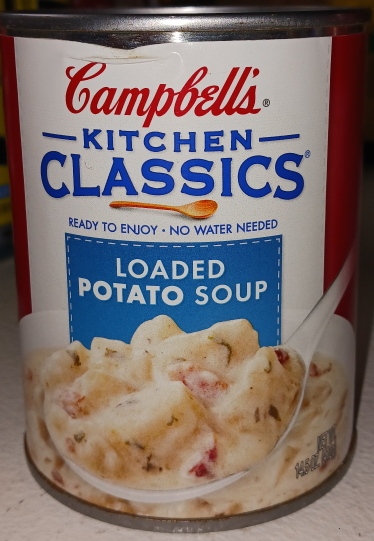 Campbell's®
KITCHEN
CLASSICS®
READY TO ENJOY • NO WATER NEEDED
LOADED
POTATO SOUP